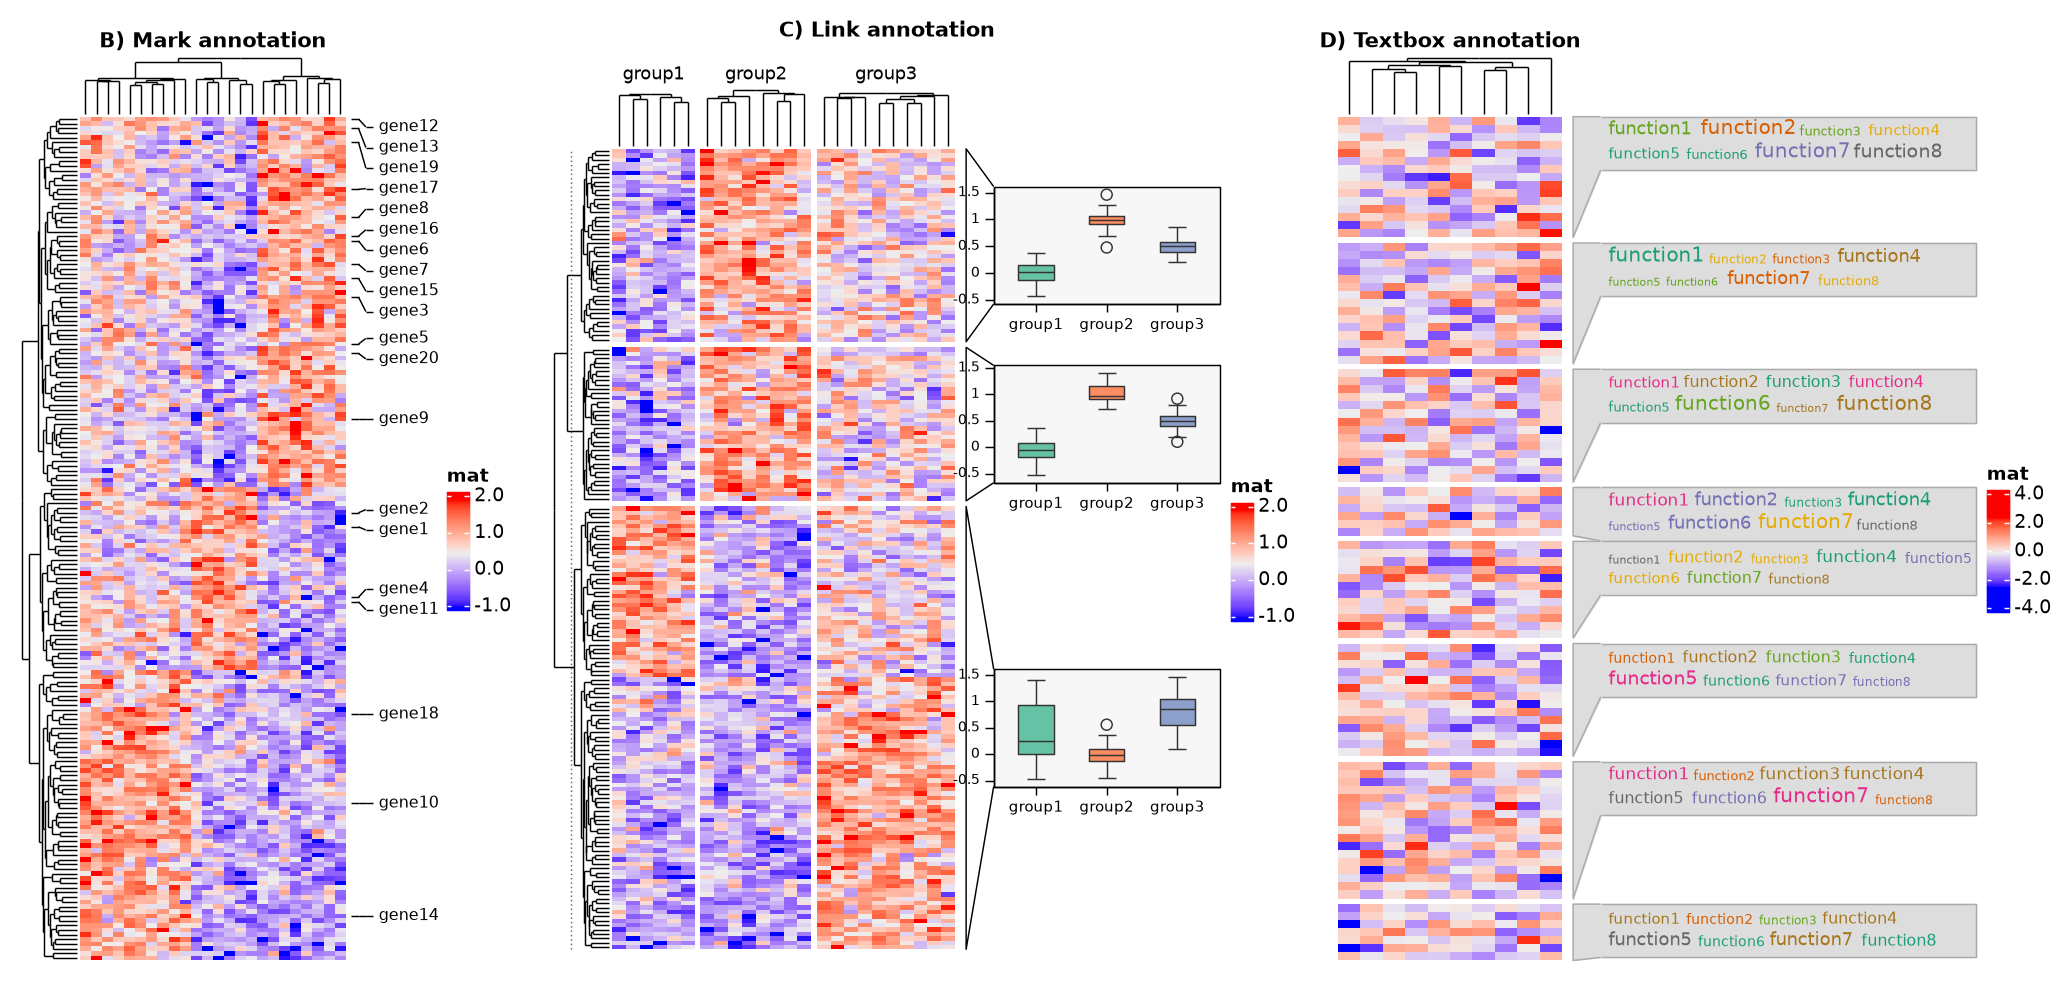 B) Mark annotation
gene12
gene13
gene19
gene17
gene8
gene16
gene6
gene7
gene15
gene3
gene5
gene20
gene9
gene2
gene1
gene4
gene11
gene18
gene10
gene14
mat
2.0
1.0
0.0
-1.0
C) Link annotation
group1 group2 group3
1.5
1
0.5
0
-0.5
group1 group2 group3
1.5
1
0.5
0
-0.5
group1 group2 group3
1.5
1
0.5
0
-0.5
group1 group2 group3
mat
2.0
1.0
0.0
-1.0
D) Textbox annotation
function1 function2 function3 function4
function5 function6 function7 function8
function1 function2 function3 function4
function5 function6 function7 function8
function1 function2 function3 function4
function5 function6 function7 function8
function1 function2 function3 function4
function5 function6 function7 function8
function1 function2 function3 function4 function5
function6 function7 function8
function1 function2 function3 function4
function5 function6 function7 function8
function1 function2 function3 function4
function5 function6 function7 function8
function1 function2 function3 function4
function5 function6 function7 function8
mat
4.0
2.0
0.0
-2.0
-4.0